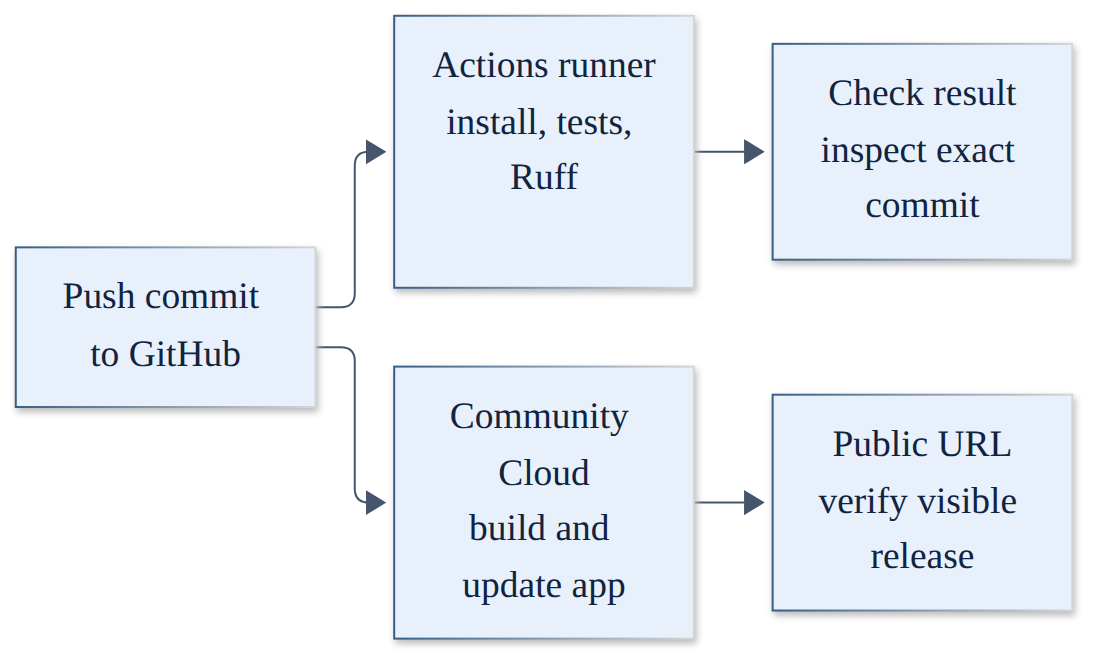 Push commit
to GitHub
Actions runner
install, tests,
Ruff
Check result
inspect exact
commit
Community
Cloud
build and
update app
Public URL
verify visible
release